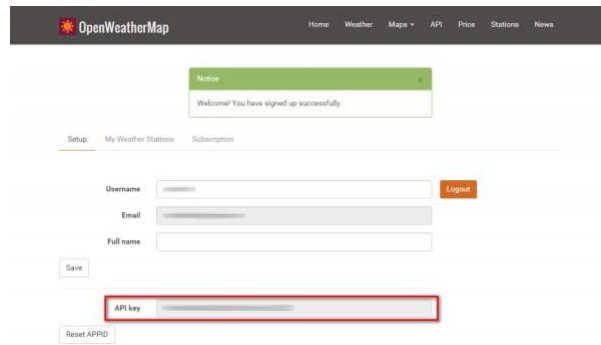 OpenWeatherMap Home Weather Maps API Price Stations News
Notice x
Welcome! You have signed up successfully.
Setup My Weather Stations Subscription
Username Logout
Email
Full name
Save
API key
Reset APPID